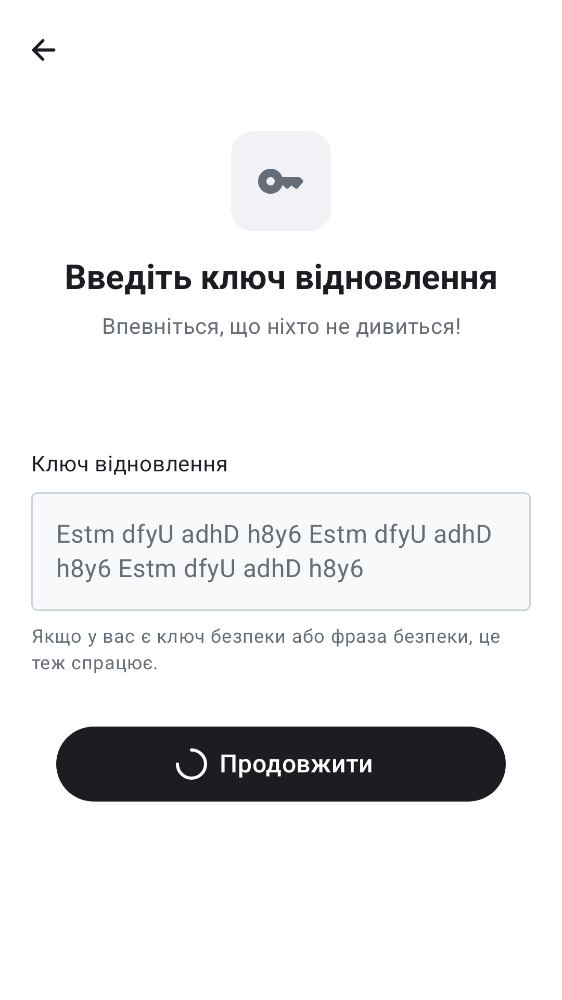 Введіть ключ відновлення
Впевніться, що ніхто не дивиться!
Ключ відновлення
Estm dfyU adhD h8y6 Estm dfyU adhD
h8y6 Estm dfyU adhD h8y6
Якщо у вас є ключ безпеки або фраза безпеки, це
теж спрацює.
Продовжити